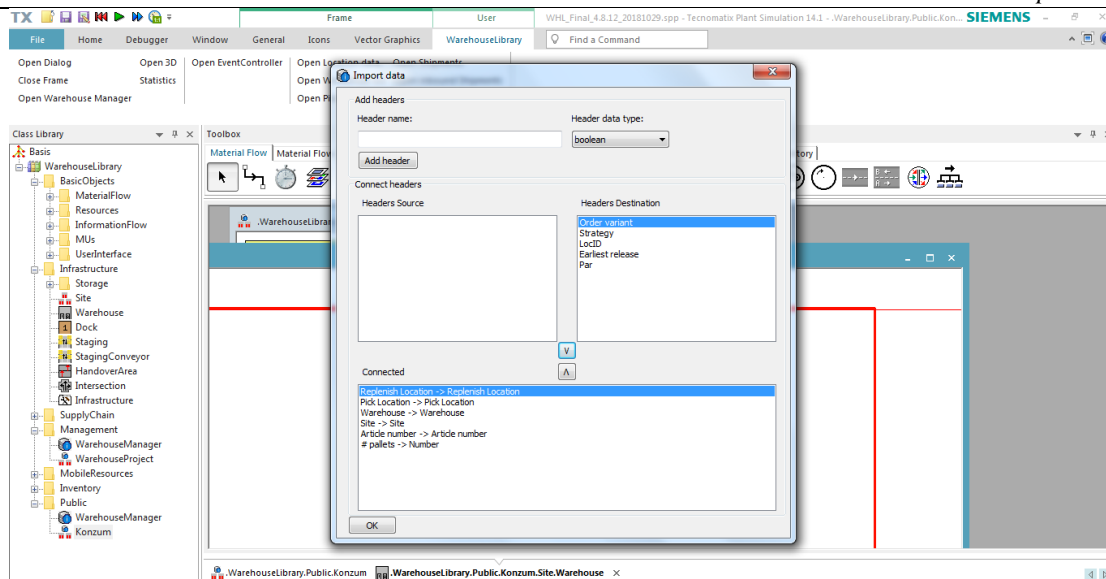 TX Frame User WHL_Final_4.8.12_20181029.spp - Tecnomatix Plant Simulation 14.1 - .WarehouseLibrary.Public.Kon... SIEMENS
File Home Debugger Window General Icons Vector Graphics WarehouseLibrary Find a Command
Open Dialog Open 3D Open EventController Open Location data Open Shipments
Close Frame Statistics Open W
Open Warehouse Manager Open Pi
Import data
Add headers
Header name: Header data type:
boolean
Add header
Class Library Toolbox
Basis
Material Flow Material Flow tory
WarehouseLibrary
BasicObjects
MaterialFlow
Resources
InformationFlow
MUs
UserInterface
Infrastructure
Storage
Site
Warehouse
Dock
Staging
StagingConveyor
HandoverArea
Intersection
Infrastructure
SupplyChain
Management
WarehouseManager
WarehouseProject
MobileResources
Inventory
Public
WarehouseManager
Konzum
.WarehouseLibrar
Connect headers
Headers Source Headers Destination
Order variant
Strategy
LocID
Earliest release
Par
V
Λ
Connected
Replenish Location -> Replenish Location
Pick Location -> Pick Location
Warehouse -> Warehouse
Site -> Site
Article number -> Article number
# pallets -> Number
OK
.WarehouseLibrary.Public.Konzum .WarehouseLibrary.Public.Konzum.Site.Warehouse